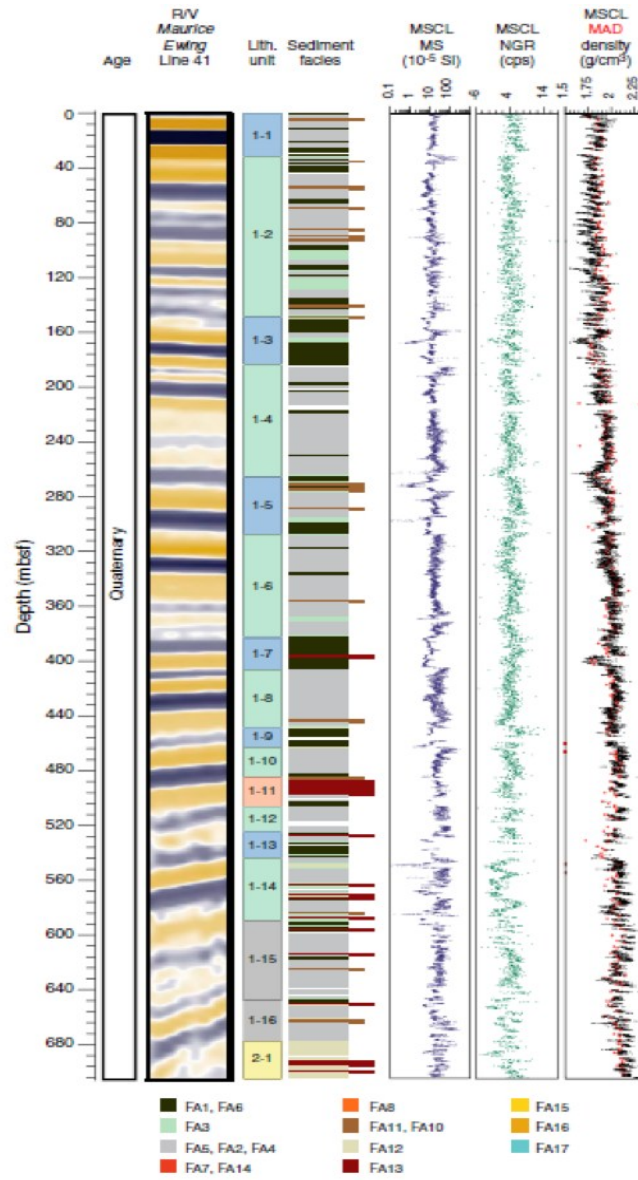 R/V
Maurice
Ewing
Line 41
Age
Lith.
unit
Sediment
facies
MSCL
MS
(10-5 SI)
MSCL
NGR
(cps)
MSCL
MAD
density
(g/cm3)
0.1
1
10
100
-6
4
14
1.5
1.75
2
2.25
Depth (mbsf)
0
40
80
120
160
200
240
280
320
360
400
440
480
520
560
600
640
680
Quaternary
1-1
1-2
1-3
1-4
1-5
1-6
1-7
1-8
1-9
1-10
1-11
1-12
1-13
1-14
1-15
1-16
2-1
FA1, FA6
FA3
FA5, FA2, FA4
FA7, FA14
FA8
FA11, FA10
FA12
FA13
FA15
FA16
FA17